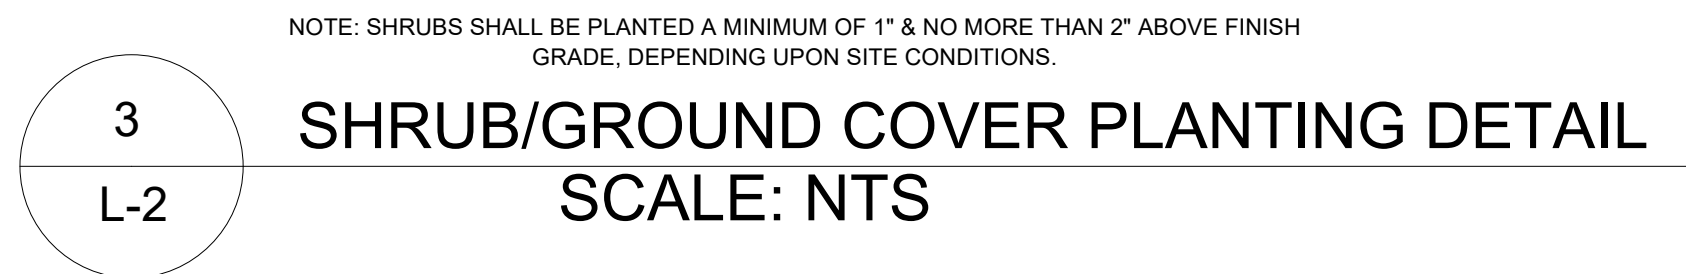 NOTE: SHRUBS SHALL BE PLANTED A MINIMUM OF 1" & NO MORE THAN 2" ABOVE FINISH
GRADE, DEPENDING UPON SITE CONDITIONS.
3
SHRUB/GROUND COVER PLANTING DETAIL
L-2
SCALE: NTS